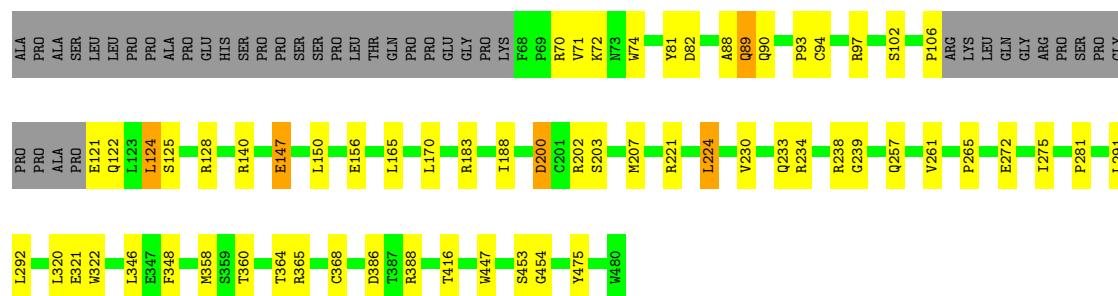 ALA PRO PRO ALA SER LEU LEU PRO PRO ALA PRO GLU HIS SER PRO PRO SER SER PRO LEU THR GLN PRO PRO GLU GLY PRO LYS F68 P69 R70 V71 K72 N73 W74 Y81 D82 A88 Q89 Q90 P93 C94 R97 S102 P106 ARG LYS LEU GLN GLY ARG PRO SER PRO GLY
PRO PRO ALA PRO E121 Q122 L123 L124 S125 R128 R140 E147 L150 E156 L165 L170 R183 I188 D200 C201 R202 S203 M207 R221 L224 V230 Q233 R234 R238 G239 Q257 V261 P265 E272 I275 P281 L291
L292 L320 E321 W322 L346 E347 F348 M358 S359 T360 T364 R365 C368 D386 T387 R388 T416 W447 S453 G454 Y475 W480